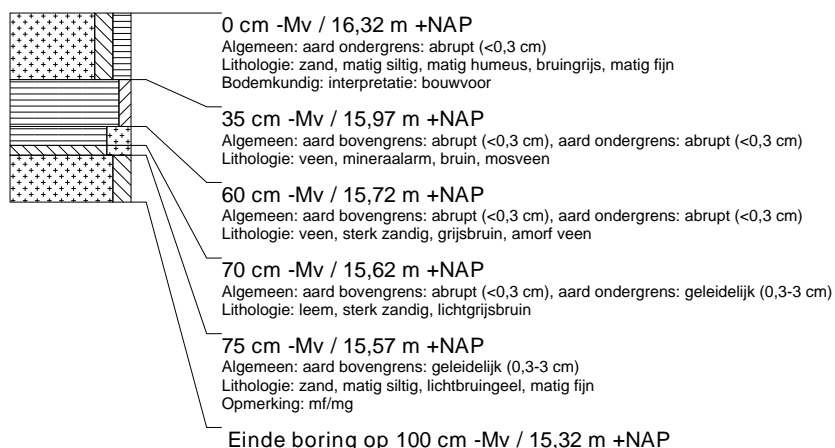 0 cm -Mv / 16,32 m +NAP
Algemeen: aard ondergrens: abrupt (<0,3 cm)
Lithologie: zand, matig siltig, matig humeus, bruingrijs, matig fijn
Bodemkundig: interpretatie: bouwvoor
35 cm -Mv / 15,97 m +NAP
Algemeen: aard bovengrens: abrupt (<0,3 cm), aard ondergrens: abrupt (<0,3 cm)
Lithologie: veen, mineraalarm, bruin, mosveen
60 cm -Mv / 15,72 m +NAP
Algemeen: aard bovengrens: abrupt (<0,3 cm), aard ondergrens: abrupt (<0,3 cm)
Lithologie: veen, sterk zandig, grijsbruin, amorf veen
70 cm -Mv / 15,62 m +NAP
Algemeen: aard bovengrens: abrupt (<0,3 cm), aard ondergrens: geleidelijk (0,3-3 cm)
Lithologie: leem, sterk zandig, lichtgrijsbruin
75 cm -Mv / 15,57 m +NAP
Algemeen: aard bovengrens: geleidelijk (0,3-3 cm)
Lithologie: zand, matig siltig, lichtbruingeel, matig fijn
Opmerking: mf/mg
Einde boring op 100 cm -Mv / 15,32 m +NAP